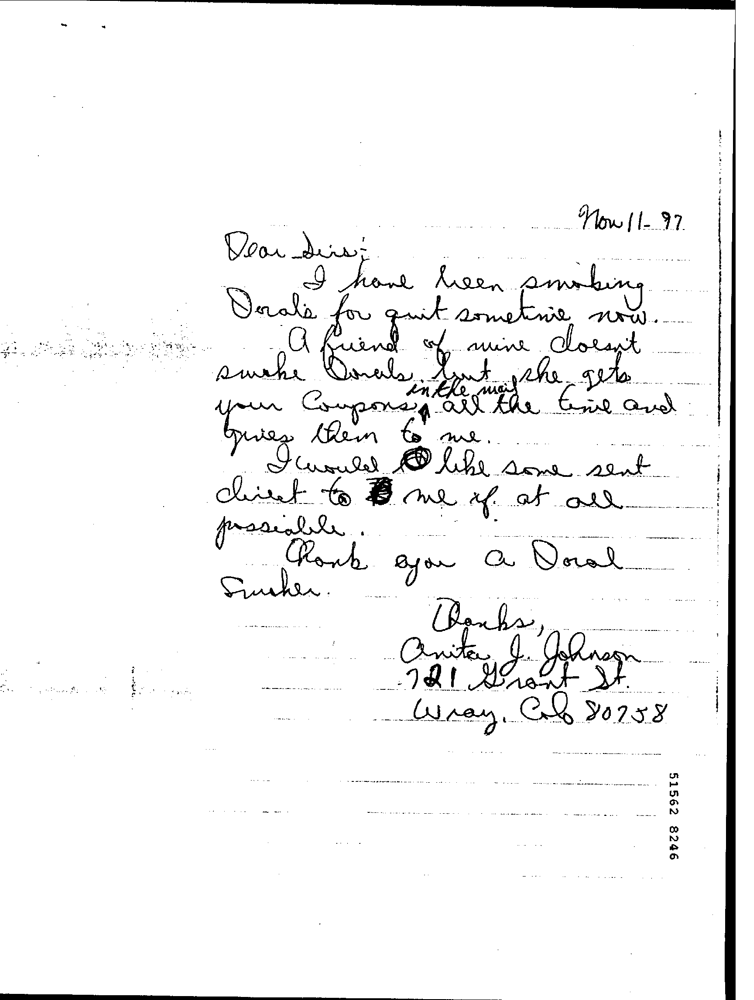 Nov 11-97
Dear Sirs:
I have been smoking
Dorals for quit sometime now.
A friend of mine doesnt
smoke Dorals but she gets
in the mail
your Coupons all the time and
gives them to me.
I would like some sent
direct to me if at all
possiable.
Thank you a Doral
Smoker.
Thanks,
Anita J. Johnson
721 Grant St.
Wray, Colo 80758
51562 8246